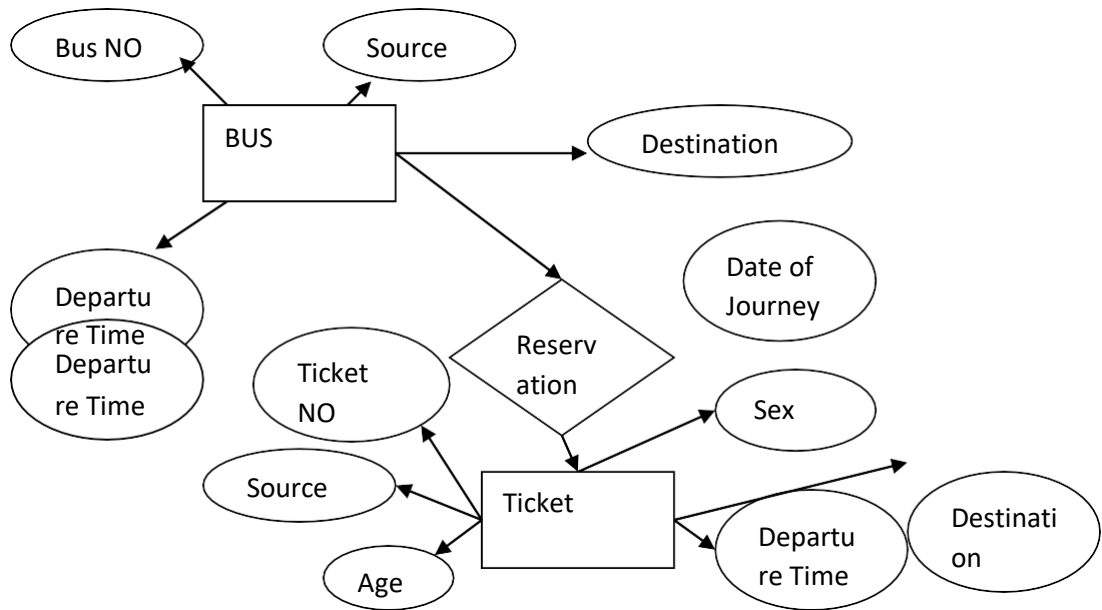 Bus NO
Source
BUS
Destination
Departu
re Time
Departu
re Time
Date of
Journey
Reserv
ation
Ticket
NO
Sex
Source
Ticket
Departu
re Time
Destinati
on
Age